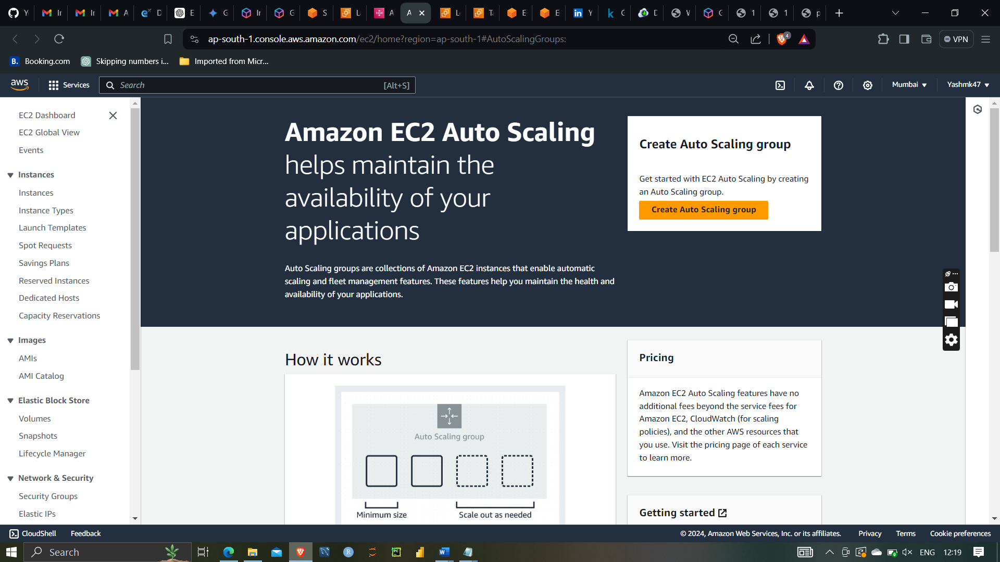 Y
In
In
A
D
E
G
In
G
S
L
A
A
L
T
E
E
Y
G
D
V
G
1
1
p
ap-south-1.console.aws.amazon.com/ec2/home?region=ap-south-1#AutoScalingGroups:
4
VPN
B. Booking.com
Skipping numbers i...
Imported from Micr...
aws
Services
Search
[Alt+S]
Mumbai
Yashmk47
EC2 Dashboard
EC2 Global View
Events
Instances
Instances
Instance Types
Launch Templates
Spot Requests
Savings Plans
Reserved Instances
Dedicated Hosts
Capacity Reservations
Images
AMIs
AMI Catalog
Elastic Block Store
Volumes
Snapshots
Lifecycle Manager
Network & Security
Security Groups
Elastic IPs
Amazon EC2 Auto Scaling
helps maintain the
availability of your
applications
Auto Scaling groups are collections of Amazon EC2 instances that enable automatic
scaling and fleet management features. These features help you maintain the health and
availability of your applications.
Create Auto Scaling group
Get started with EC2 Auto Scaling by creating
an Auto Scaling group.
Create Auto Scaling group
How it works
Auto Scaling group
Minimum size
Scale out as needed
Pricing
Amazon EC2 Auto Scaling features have no
additional fees beyond the service fees for
Amazon EC2, CloudWatch (for scaling
policies), and the other AWS resources that
you use. Visit the pricing page of each service
to learn more.
Getting started
CloudShell
Feedback
© 2024, Amazon Web Services, Inc. or its affiliates.
Privacy
Terms
Cookie preferences
Search
ENG
12:19